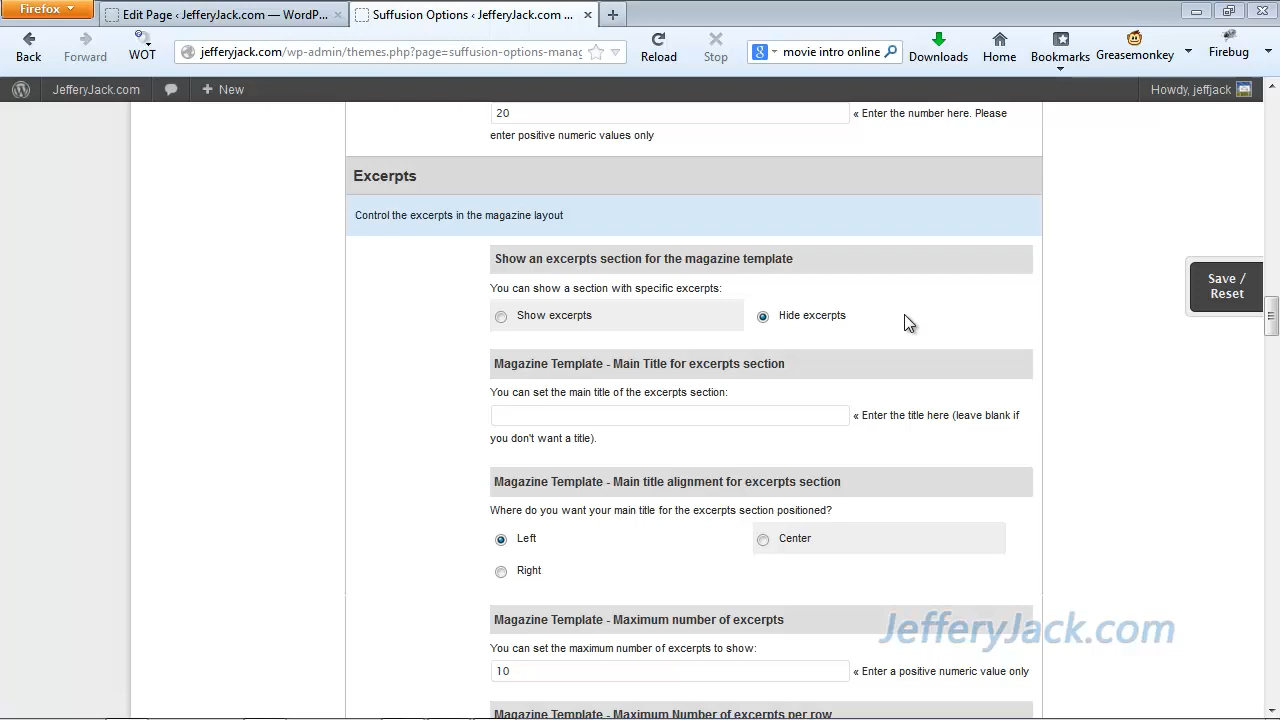 Firefox
Edit Page ‹ JefferyJack.com — WordP...
Suffusion Options ‹ JefferyJack.com ...
Back
Forward
WOT
jefferyjack.com/wp-admin/themes.php?page=suffusion-options-manag
Reload
Stop
movie intro online
Downloads
Home
Bookmarks
Greasemonkey
Firebug
JefferyJack.com
+ New
Howdy, jeffjack
20
« Enter the number here. Please
enter positive numeric values only
Excerpts
Control the excerpts in the magazine layout
Show an excerpts section for the magazine template
You can show a section with specific excerpts:
Show excerpts
Hide excerpts
Save /
Reset
Magazine Template - Main Title for excerpts section
You can set the main title of the excerpts section:
« Enter the title here (leave blank if
you don't want a title).
Magazine Template - Main title alignment for excerpts section
Where do you want your main title for the excerpts section positioned?
Left
Center
Right
Magazine Template - Maximum number of excerpts
JefferyJack.com
You can set the maximum number of excerpts to show:
10
« Enter a positive numeric value only
Magazine Template - Maximum Number of excerpts per row